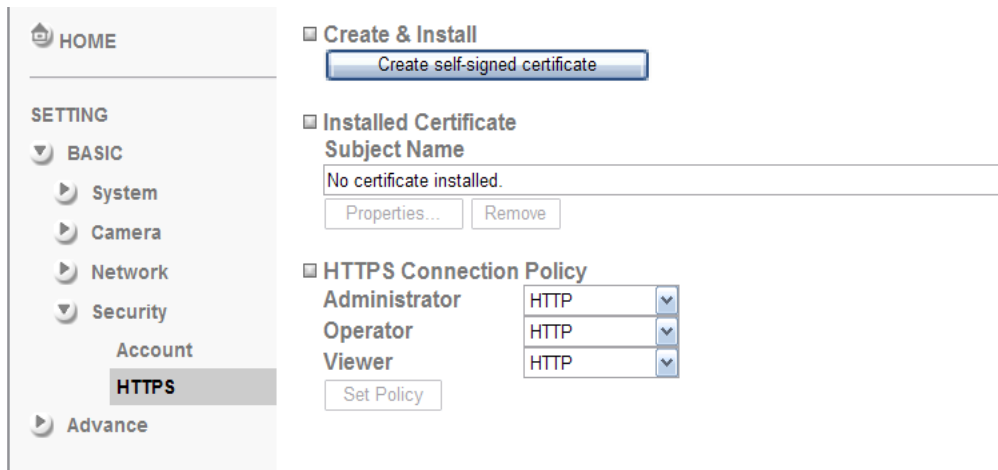 HOME
SETTING
BASIC
System
Camera
Network
Security
Account
HTTPS
Advance
Create & Install
Create self-signed certificate
Installed Certificate
Subject Name
No certificate installed.
Properties... Remove
HTTPS Connection Policy
Administrator HTTP
Operator HTTP
Viewer HTTP
Set Policy